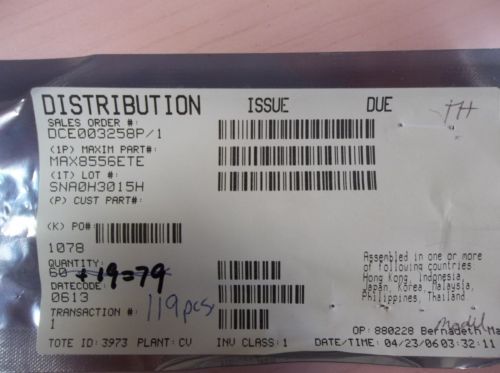 DISTRIBUTION ISSUE DUE
SALES ORDER #:
DCE003258P/1
TH
(1P) MAXIM PART#:
MAX8556ETE
(1T) LOT #:
SNA0H3015H
(P) CUST PART#:
(K) PO#
1078
QUANTITY:
60 +19=79
DATECODE:
0613
119 pcs
TRANSACTION #:
1
Assembled in one or more
of following countries
Hong Kong, Indonesia,
Japan, Korea, Malaysia,
Philippines, Thailand
OP: 880228 Bernadeth Ma
TOTE ID: 3973 PLANT: CV INV CLASS: 1 DATE/TIME: 04/23/06 03:32:11